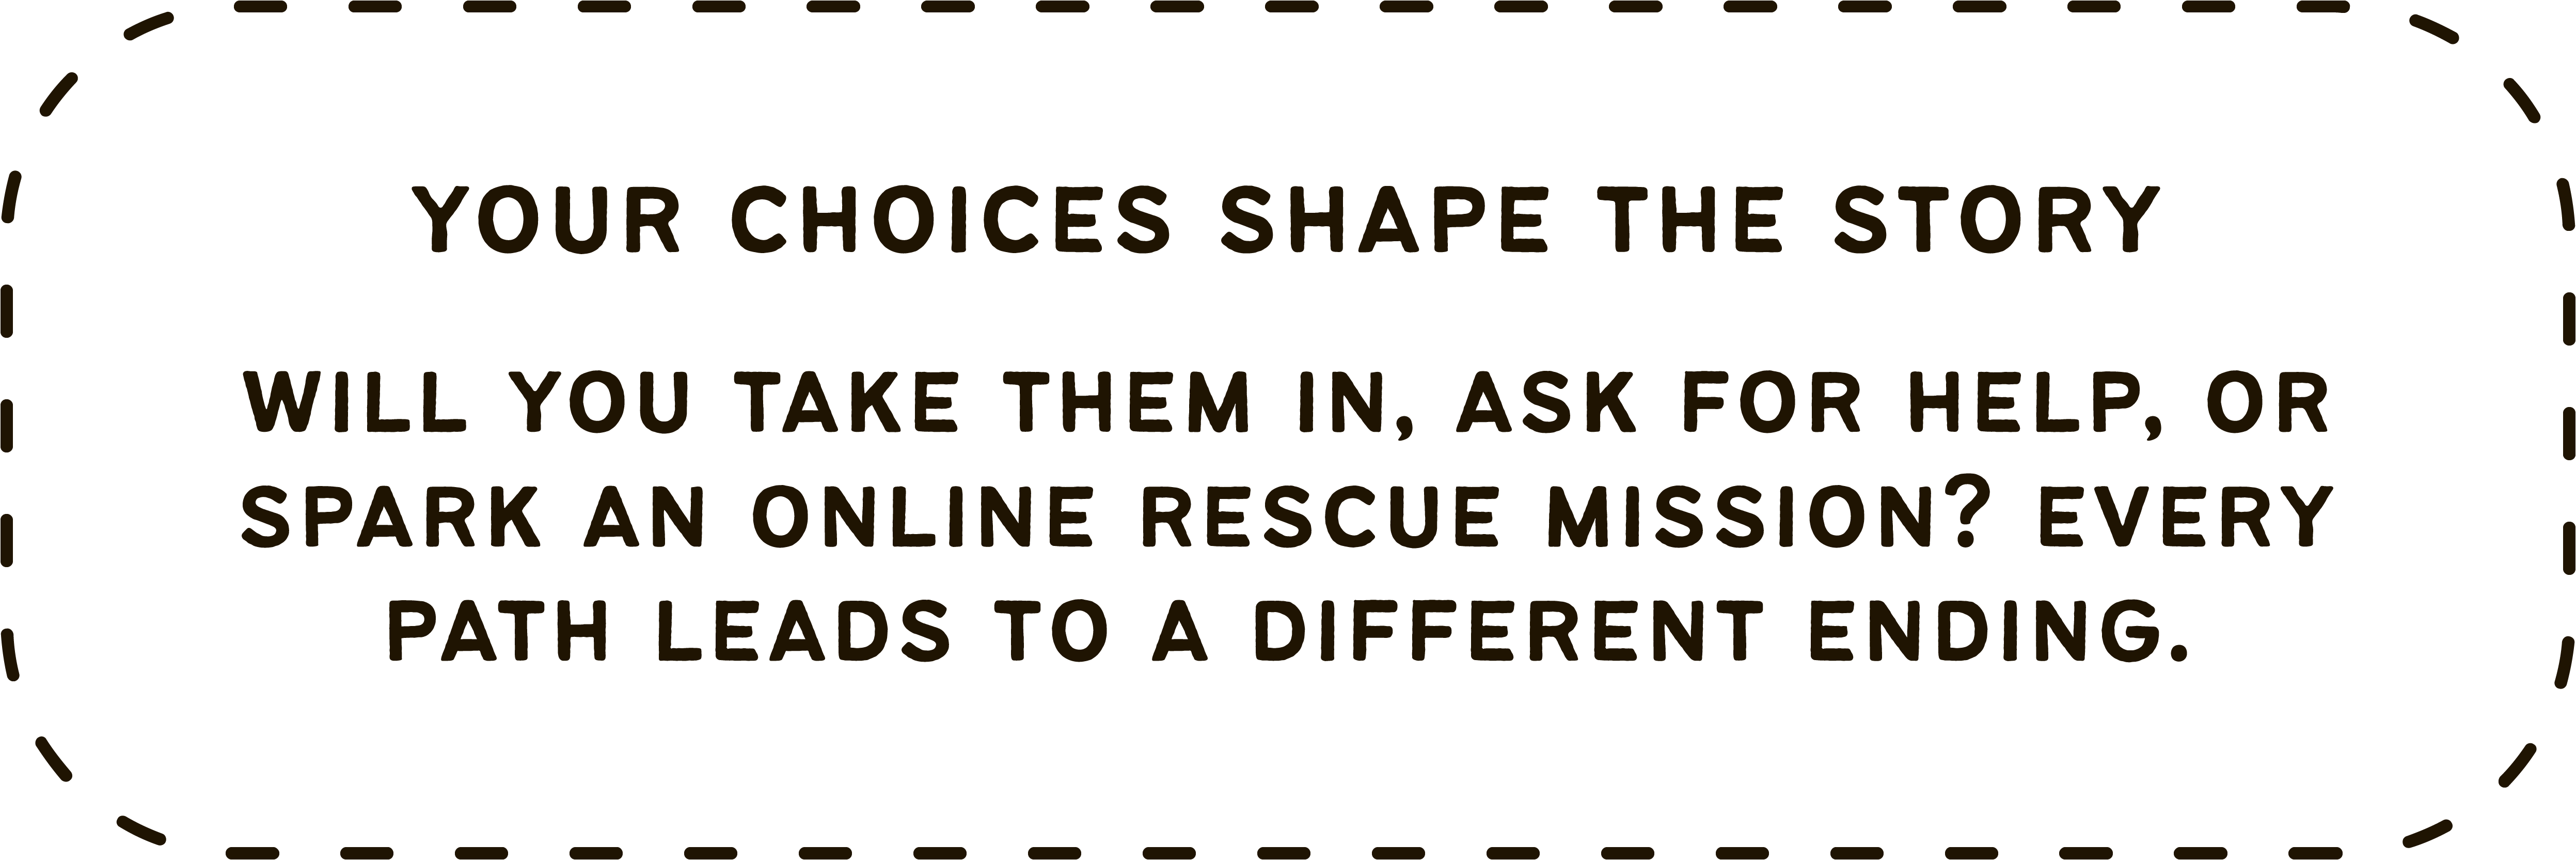 YOUR CHOICES SHAPE THE STORY
WILL YOU TAKE THEM IN, ASK FOR HELP, OR
SPARK AN ONLINE RESCUE MISSION? EVERY
PATH LEADS TO A DIFFERENT ENDING.